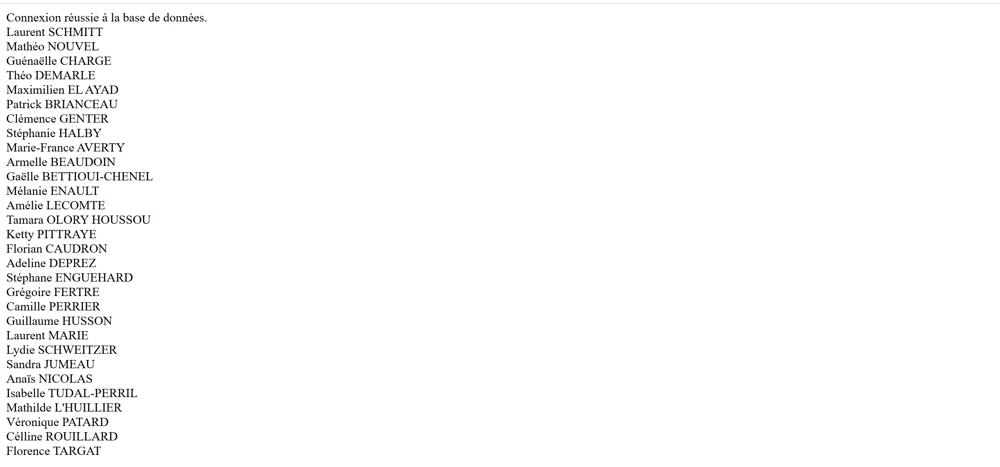 Connexion réussie à la base de données.
Laurent SCHMITT
Mathéo NOUVEL
Guénaëlle CHARGE
Théo DEMARLE
Maximilien EL AYAD
Patrick BRIANCEAU
Clémence GENTER
Stéphanie HALBY
Marie-France AVERTY
Armelle BEAUDOIN
Gaëlle BETTIOUI-CHENEL
Mélanie ENAULT
Amélie LECOMTE
Tamara OLORY HOUSSOU
Ketty PITTRAYE
Florian CAUDRON
Adeline DEPREZ
Stéphane ENGUEHARD
Grégoire FERTRE
Camille PERRIER
Guillaume HUSSON
Laurent MARIE
Lydie SCHWEITZER
Sandra JUMEAU
Anaïs NICOLAS
Isabelle TUDAL-PERRIL
Mathilde L'HUILLIER
Véronique PATARD
Célline ROUILLARD
Florence TARGAT